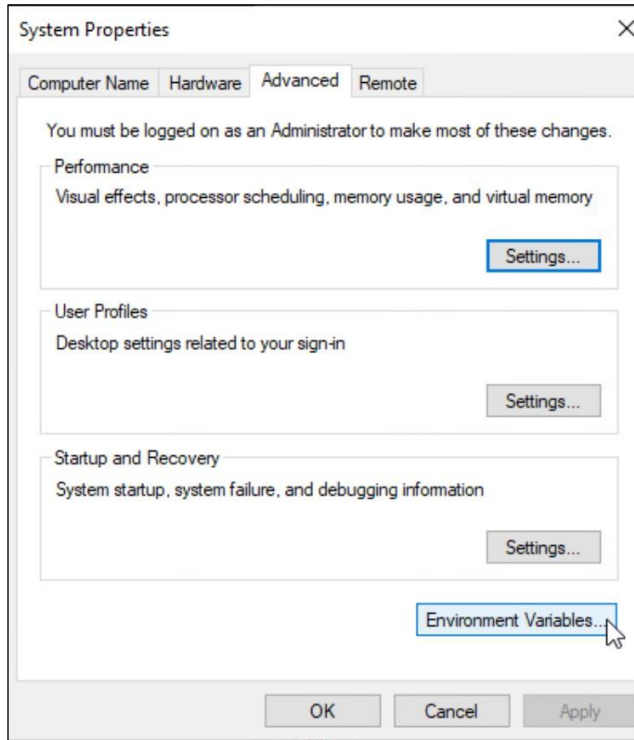 System Properties
Computer Name Hardware Advanced Remote
You must be logged on as an Administrator to make most of these changes.
Performance
Visual effects, processor scheduling, memory usage, and virtual memory
Settings...
User Profiles
Desktop settings related to your sign-in
Settings...
Startup and Recovery
System startup, system failure, and debugging information
Settings...
Environment Variables...
OK Cancel Apply